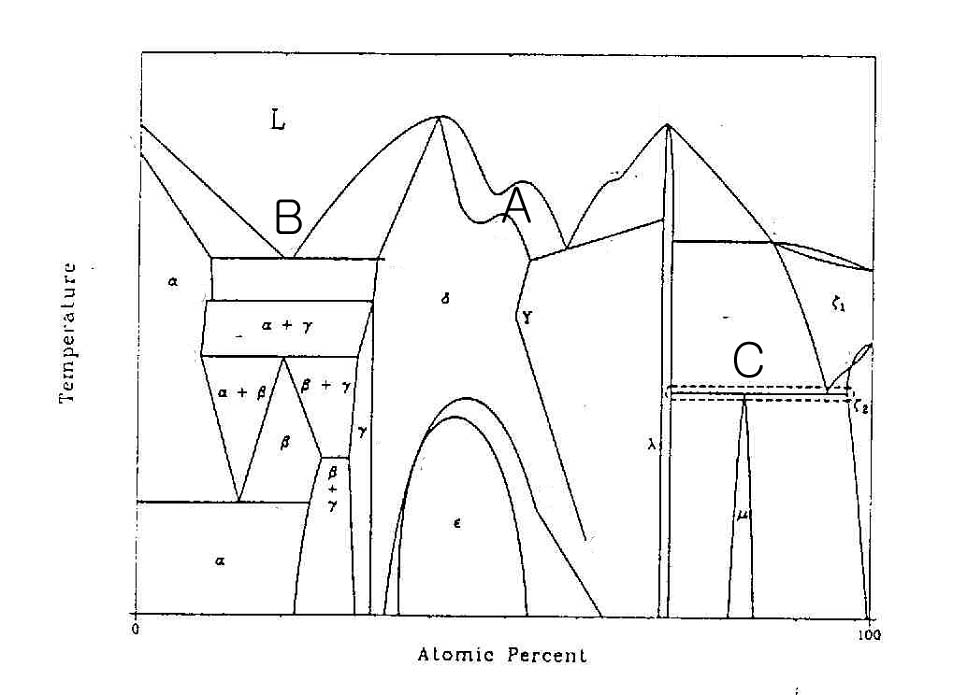 L
B
A
α
δ
ζ₁
Y
α + γ
C
α + β
β + γ
ζ₂
γ
β
λ
β
+
γ
μ
ε
α
Temperature
0
100
Atomic Percent